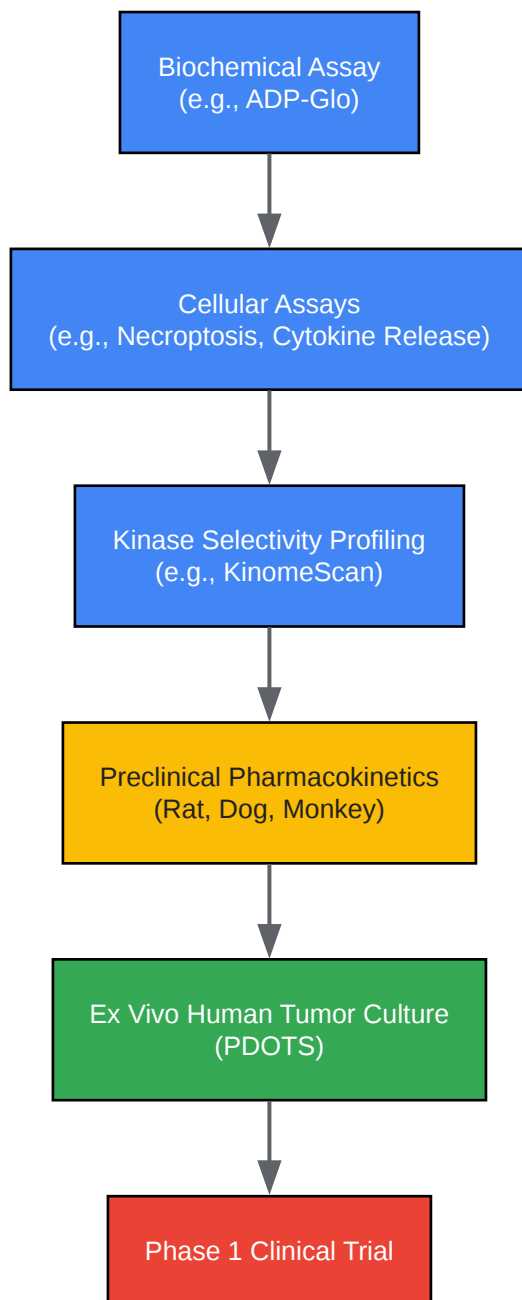 Biochemical Assay
(e.g., ADP-Glo)
Cellular Assays
(e.g., Necroptosis, Cytokine Release)
Kinase Selectivity Profiling
(e.g., KinomeScan)
Preclinical Pharmacokinetics
(Rat, Dog, Monkey)
Ex Vivo Human Tumor Culture
(PDOTS)
Phase 1 Clinical Trial